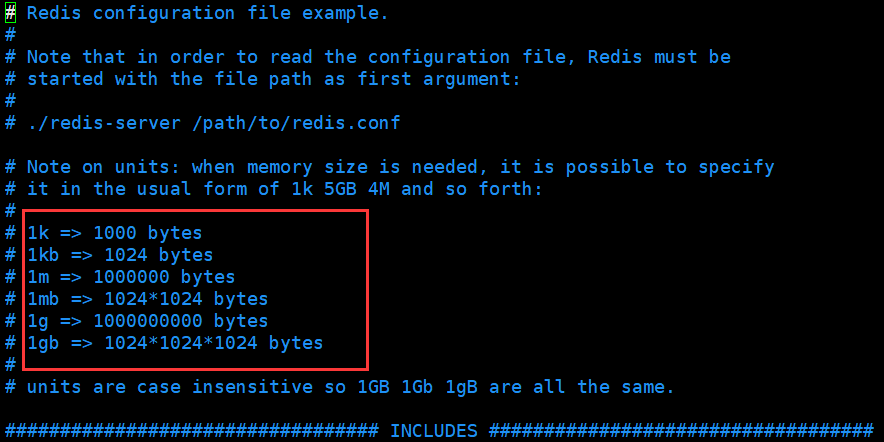 # Redis configuration file example.
#
# Note that in order to read the configuration file, Redis must be
# started with the file path as first argument:
#
# ./redis-server /path/to/redis.conf

# Note on units: when memory size is needed, it is possible to specify
# it in the usual form of 1k 5GB 4M and so forth:
#
# 1k => 1000 bytes
# 1kb => 1024 bytes
# 1m => 1000000 bytes
# 1mb => 1024*1024 bytes
# 1g => 1000000000 bytes
# 1gb => 1024*1024*1024 bytes
#
# units are case insensitive so 1GB 1Gb 1gB are all the same.

################################## INCLUDES ###################################